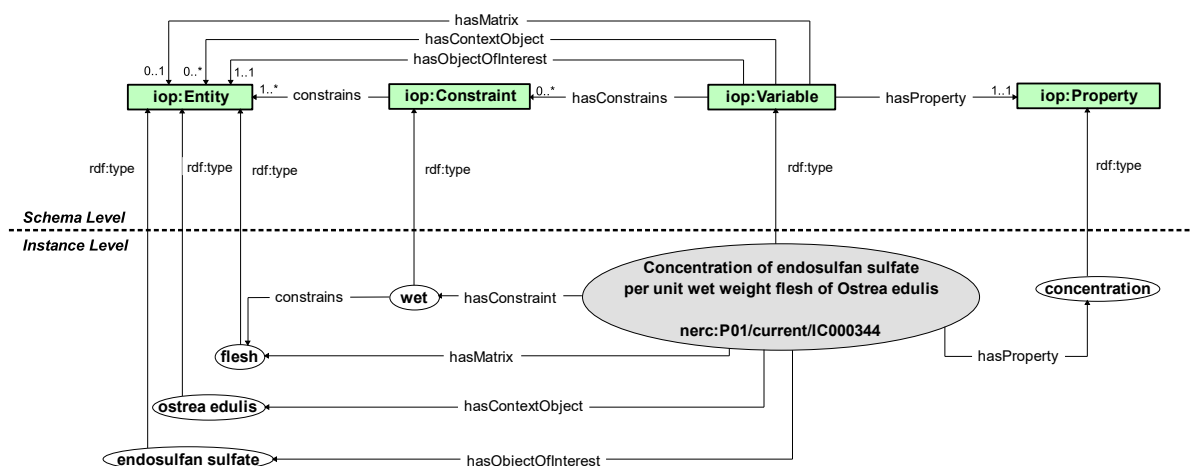 hasMatrix
hasContextObject
hasObjectOfInterest
0..1
0..*
1..1
iop:Entity
1..*
constrains
iop:Constraint
0..*
hasConstrains
iop:Variable
hasProperty
1..1
iop:Property
rdf:type
rdf:type
rdf:type
rdf:type
rdf:type
rdf:type
Schema Level
Instance Level
Concentration of endosulfan sulfate
per unit wet weight flesh of Ostrea edulis
nerc:P01/current/IC000344
constrains
wet
hasConstraint
concentration
flesh
hasMatrix
hasProperty
ostrea edulis
hasContextObject
endosulfan sulfate
hasObjectOfInterest